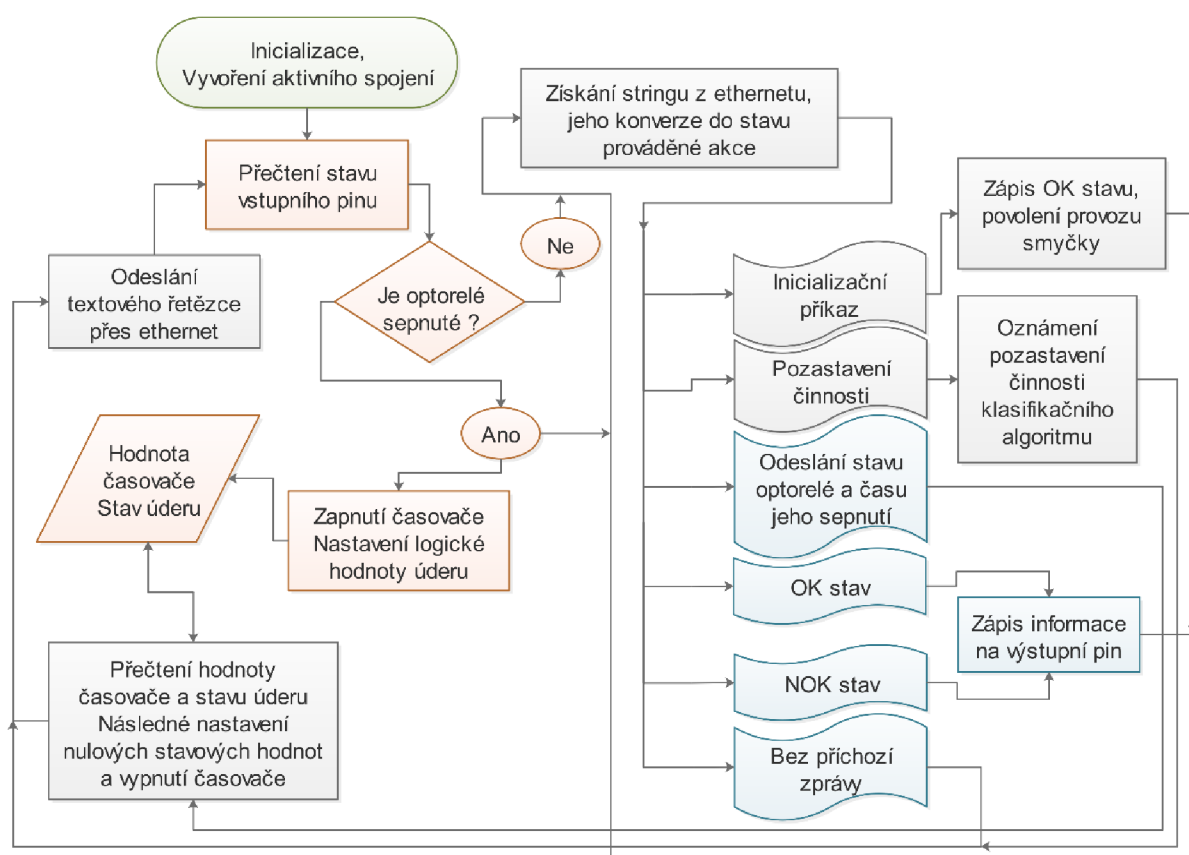 Inicializace,
Vyvoření aktivního spojení
Získání stringu z ethernetu,
jeho konverze do stavu
prováděné akce
Přečtení stavu
vstupního pinu
Zápis OK stavu,
povolení provozu
smyčky
Ne
Odeslání
textového řetězce
přes ethernet
Je optorelé
sepnuté ?
Inicializační
příkaz
Oznámení
pozastavení
činnosti
klasifikačního
algoritmu
Pozastavení
činnosti
Ano
Hodnota
časovače
Stav úderu
Odeslání stavu
optorelé a času
jeho sepnutí
Zapnutí časovače
Nastavení logické
hodnoty úderu
OK stav
Zápis informace
na výstupní pin
NOK stav
Přečtení hodnoty
časovače a stavu úderu
Následné nastavení
nulových stavových hodnot
a vypnutí časovače
Bez příchozí
zprávy